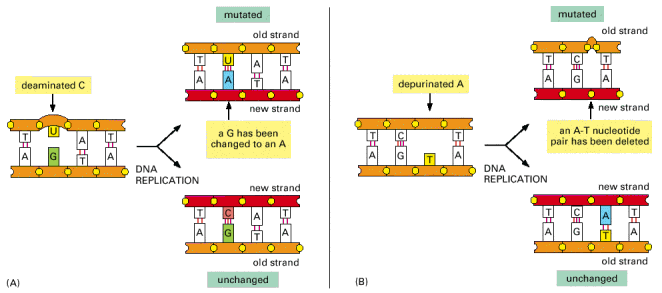 (A)
mutated
old strand
T U A T
A A T A
new strand
deaminated C
a G has been
changed to an A
T U A T
A G T A
DNA
REPLICATION
new strand
T C A T
A G T A
old strand
unchanged
(B)
mutated
old strand
T C T
A G A
new strand
depurinated A
an A-T nucleotide
pair has been deleted
T C T
A G T A
DNA
REPLICATION
new strand
T C A T
A G T A
old strand
unchanged